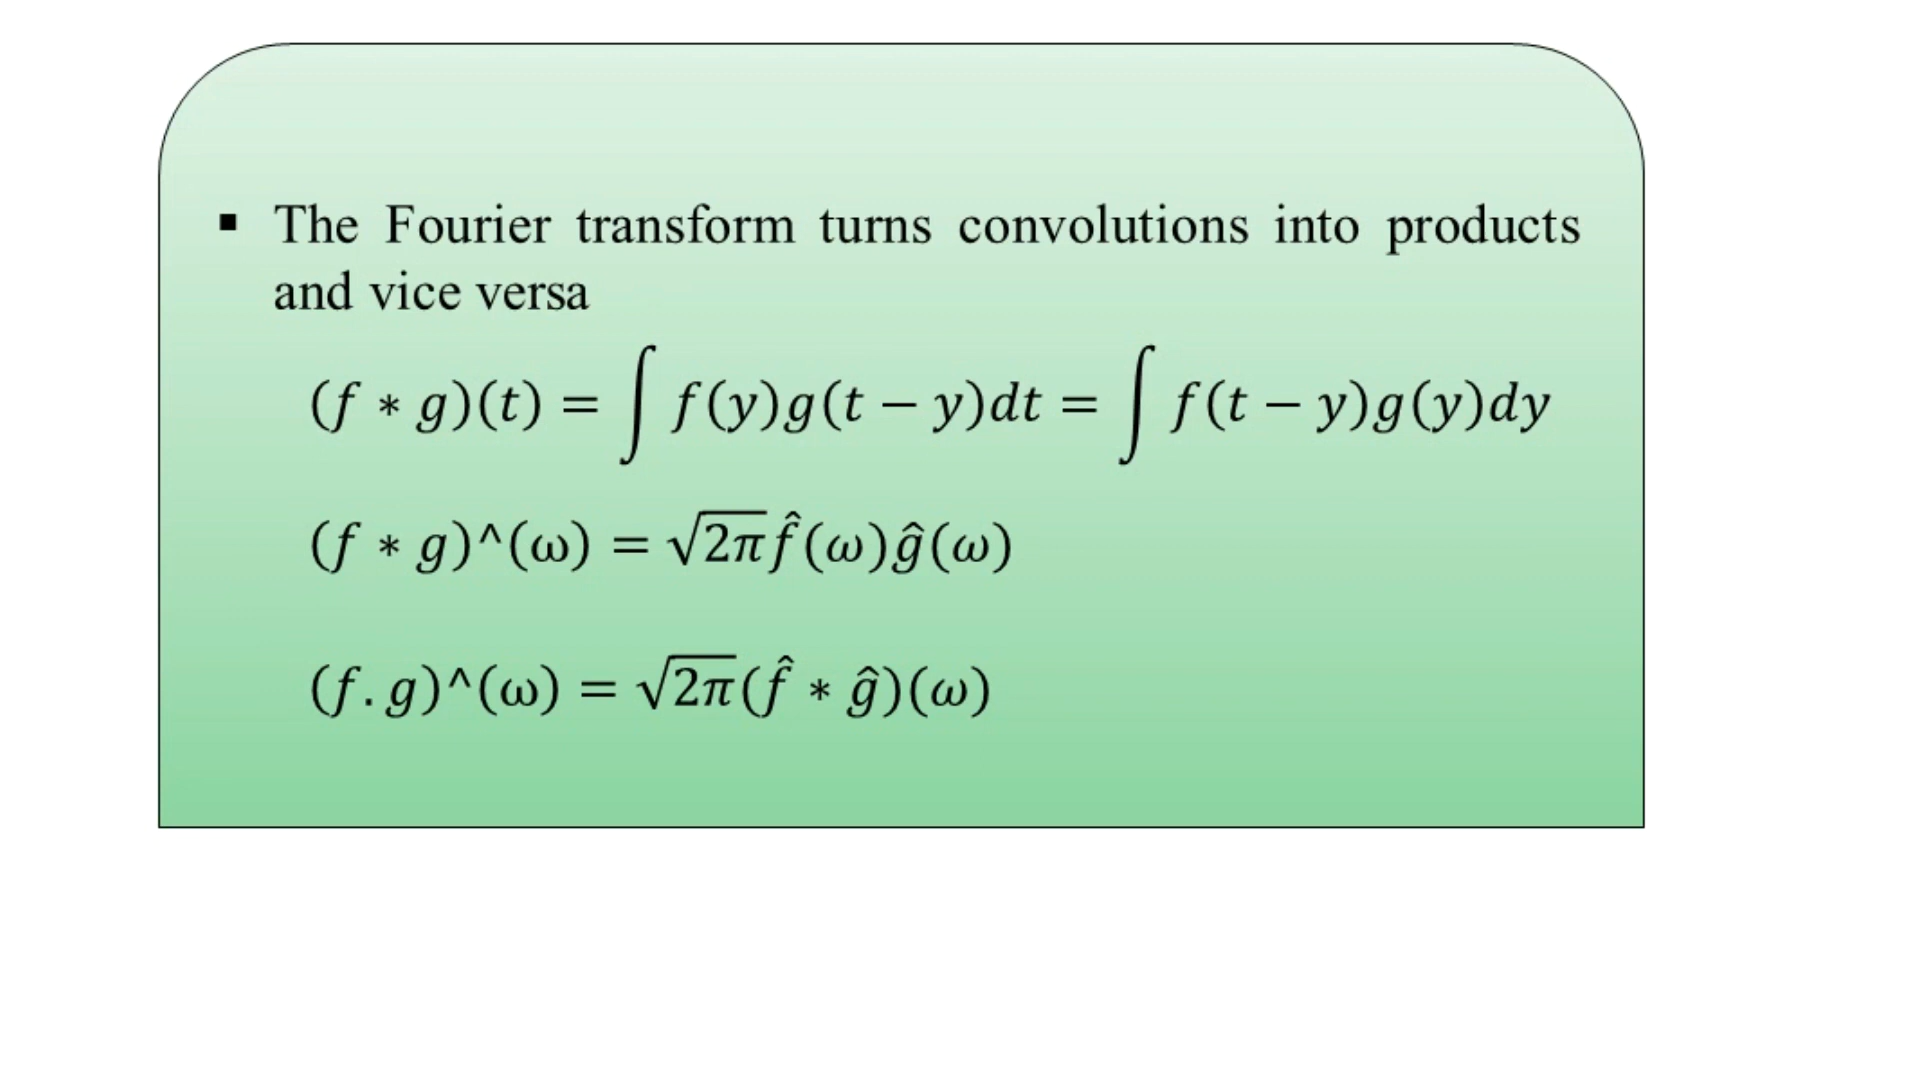 ▪ The Fourier transform turns convolutions into products
and vice versa
(f ∗ g)(t) = ∫ f(y)g(t − y)dt = ∫ f(t − y)g(y)dy
(f ∗ g)^(ω) = √2π f̂(ω)ĝ(ω)
(f.g)^(ω) = √2π(f̂ ∗ ĝ)(ω)